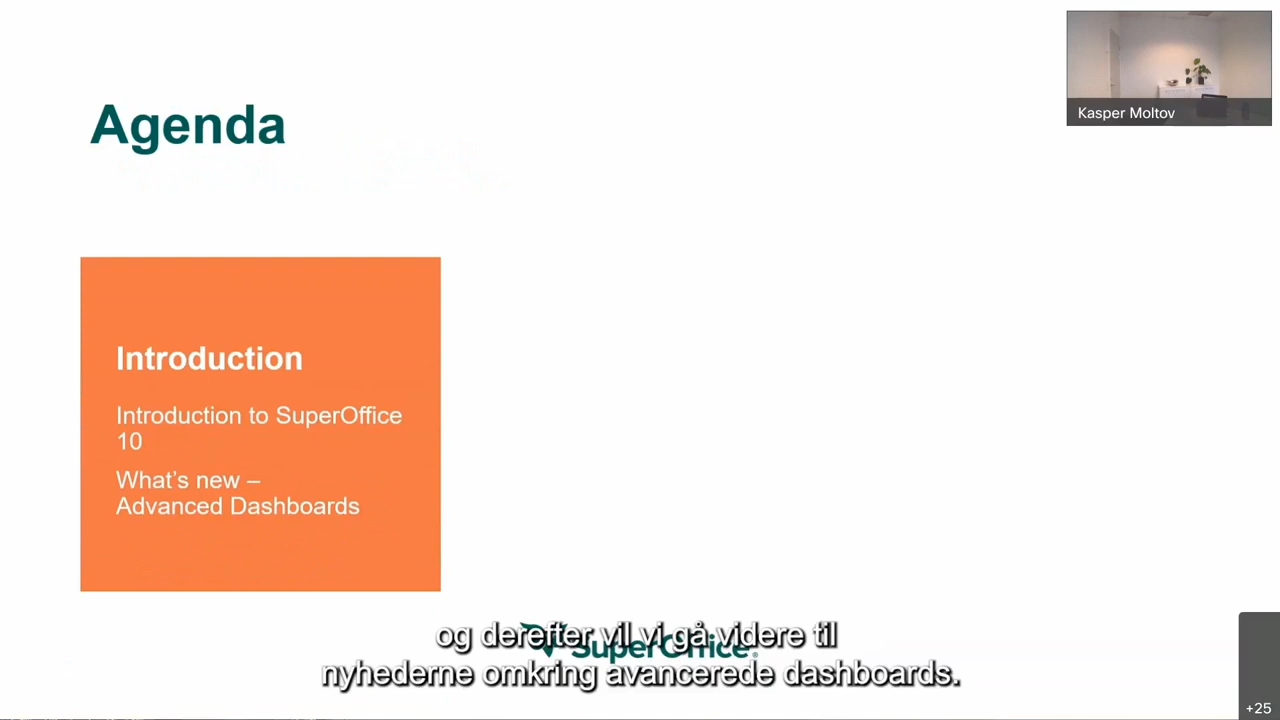 Agenda
Kasper Moltov
Introduction
Introduction to SuperOffice
10
What's new –
Advanced Dashboards
SuperOffice®
og derefter vil vi gå videre til
nyhederne omkring avancerede dashboards.
+25